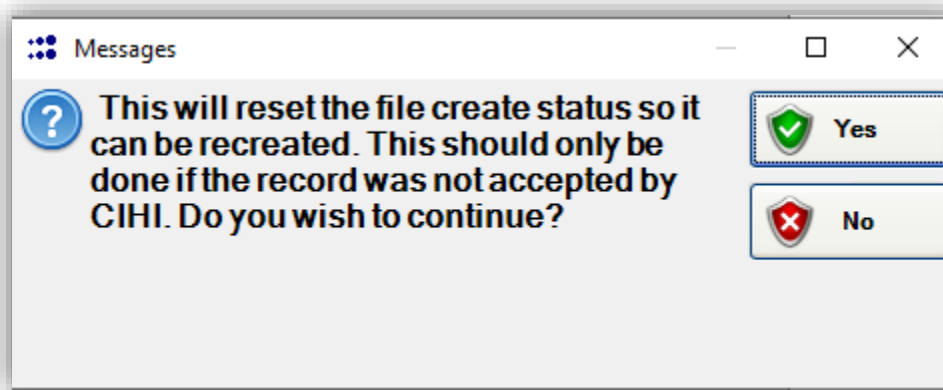 Messages
This will reset the file create status so it
can be recreated. This should only be
done if the record was not accepted by
CIHI. Do you wish to continue?
Yes
No